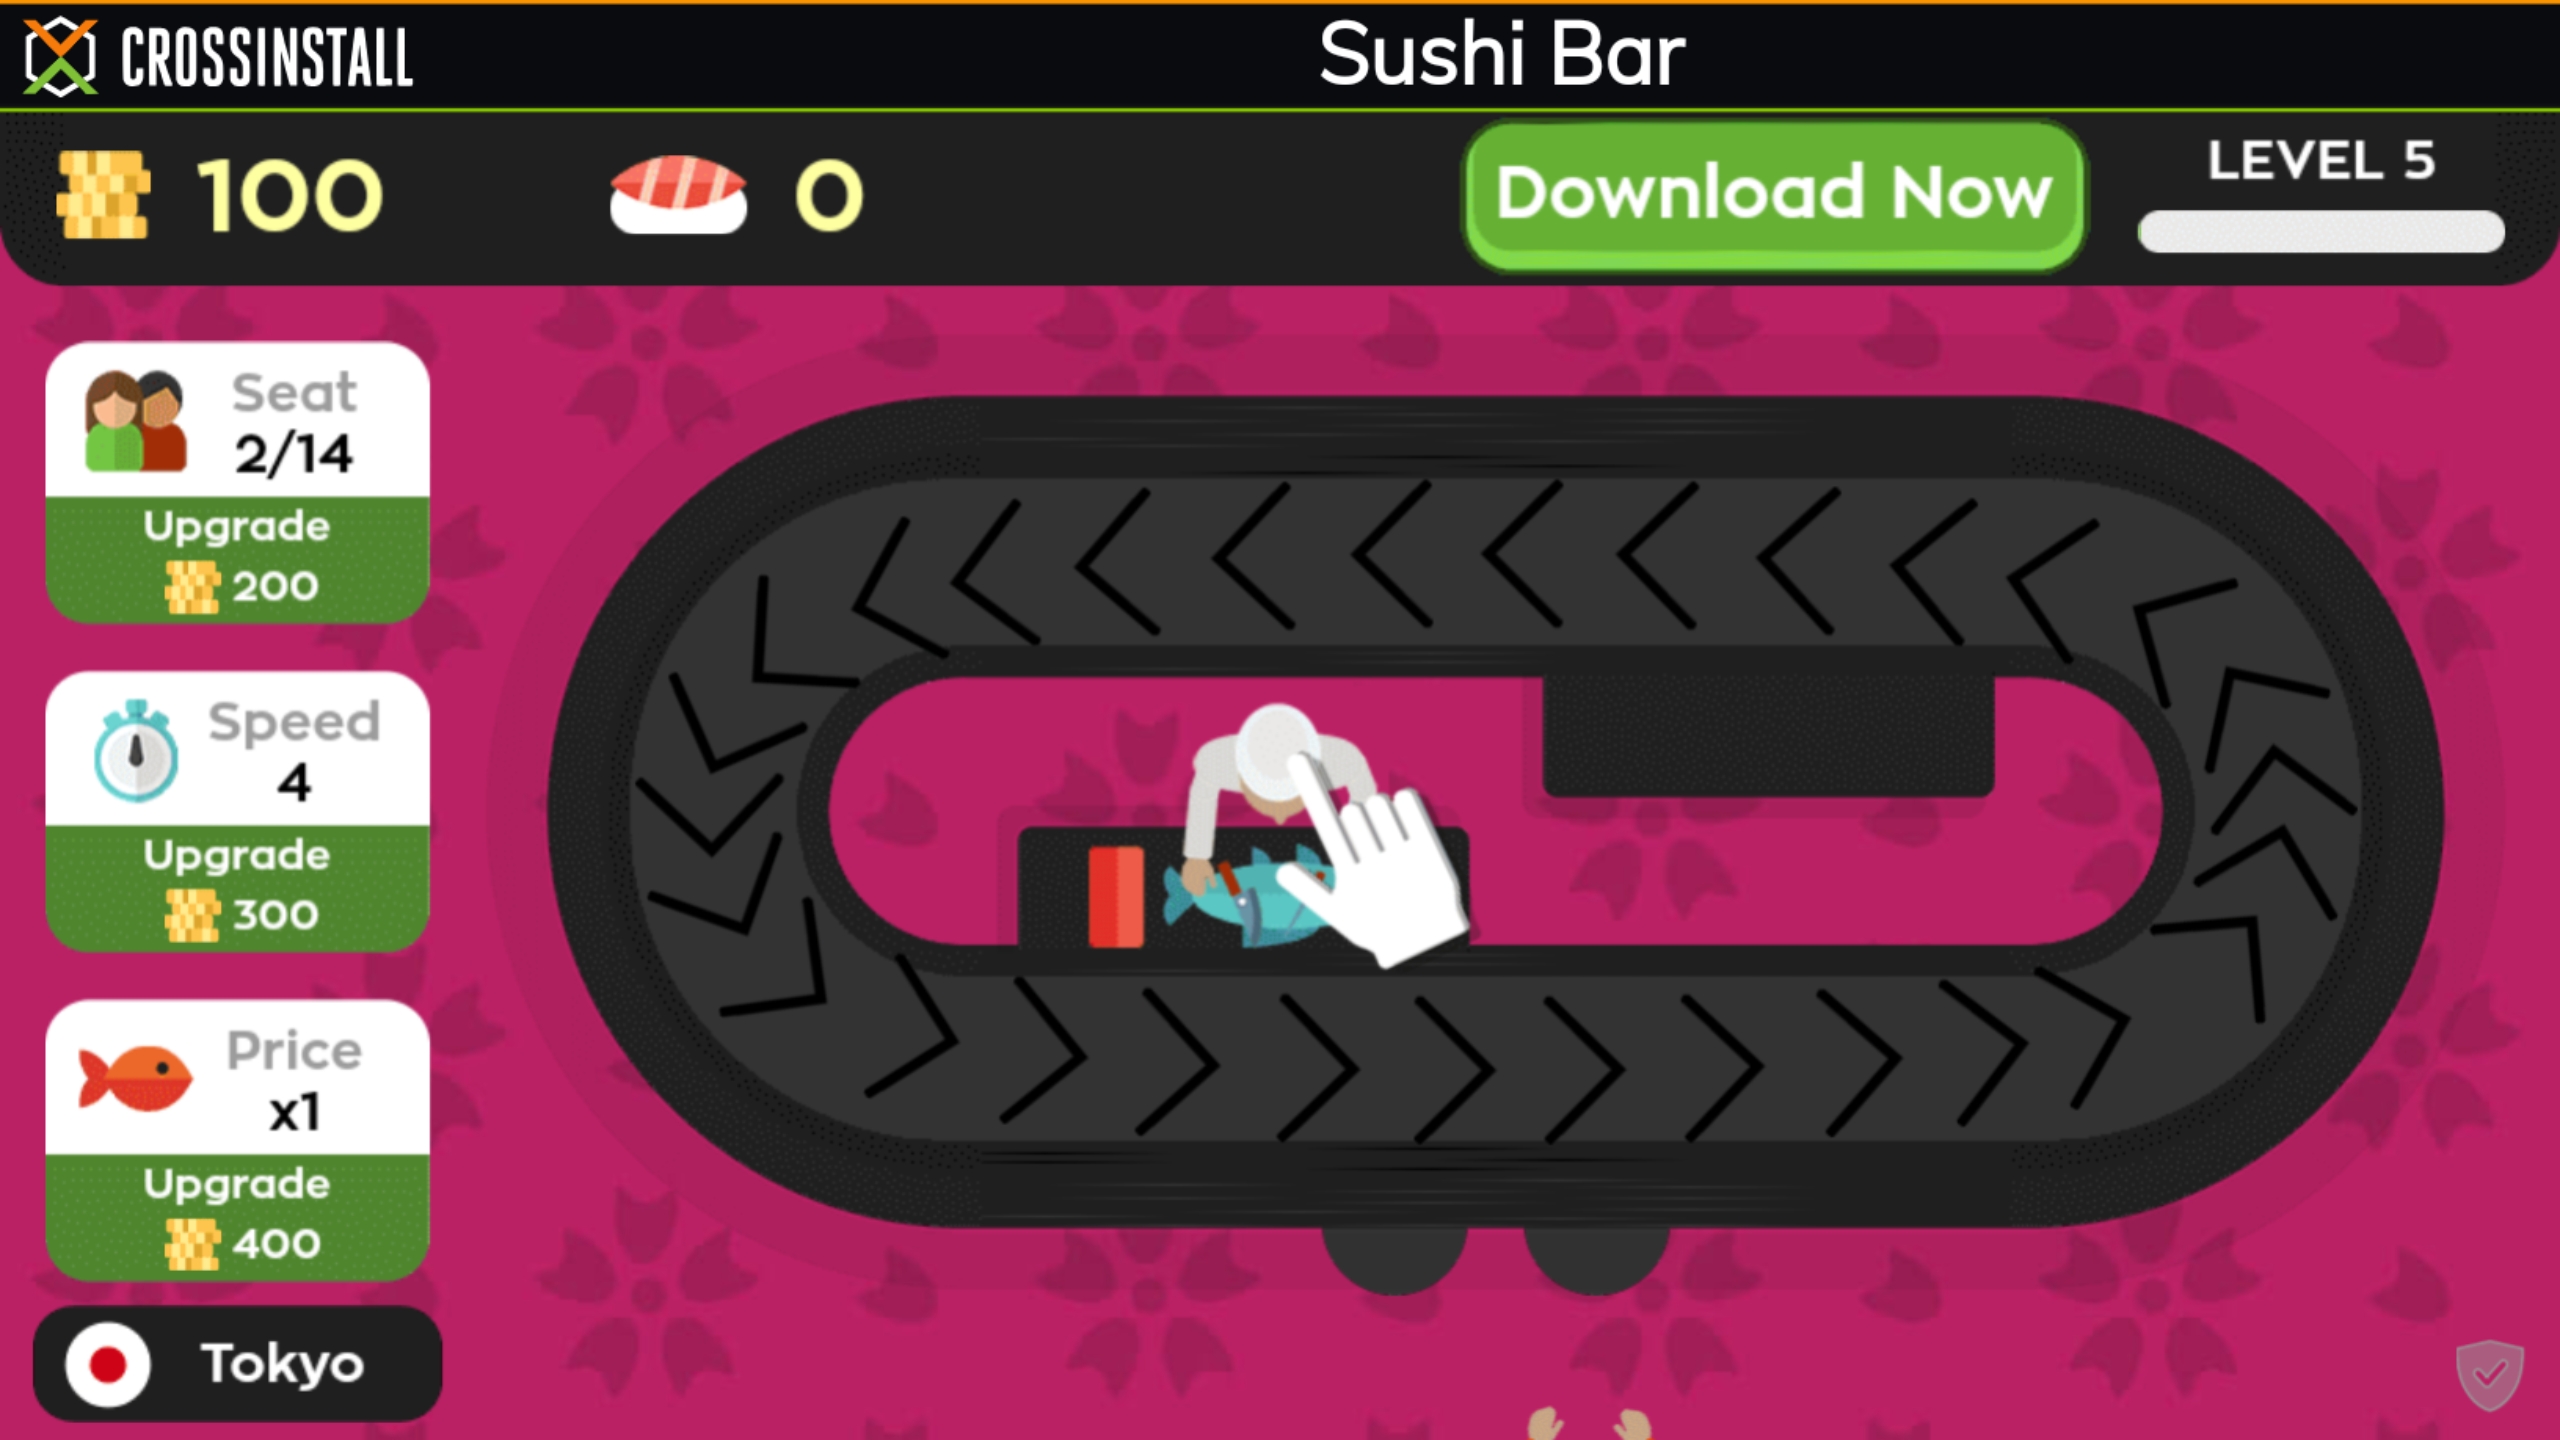 CROSSINSTALL
Sushi Bar
100
0
Download Now
LEVEL 5
Seat
2/14
Upgrade
200
Speed
4
Upgrade
300
Price
x1
Upgrade
400
Tokyo